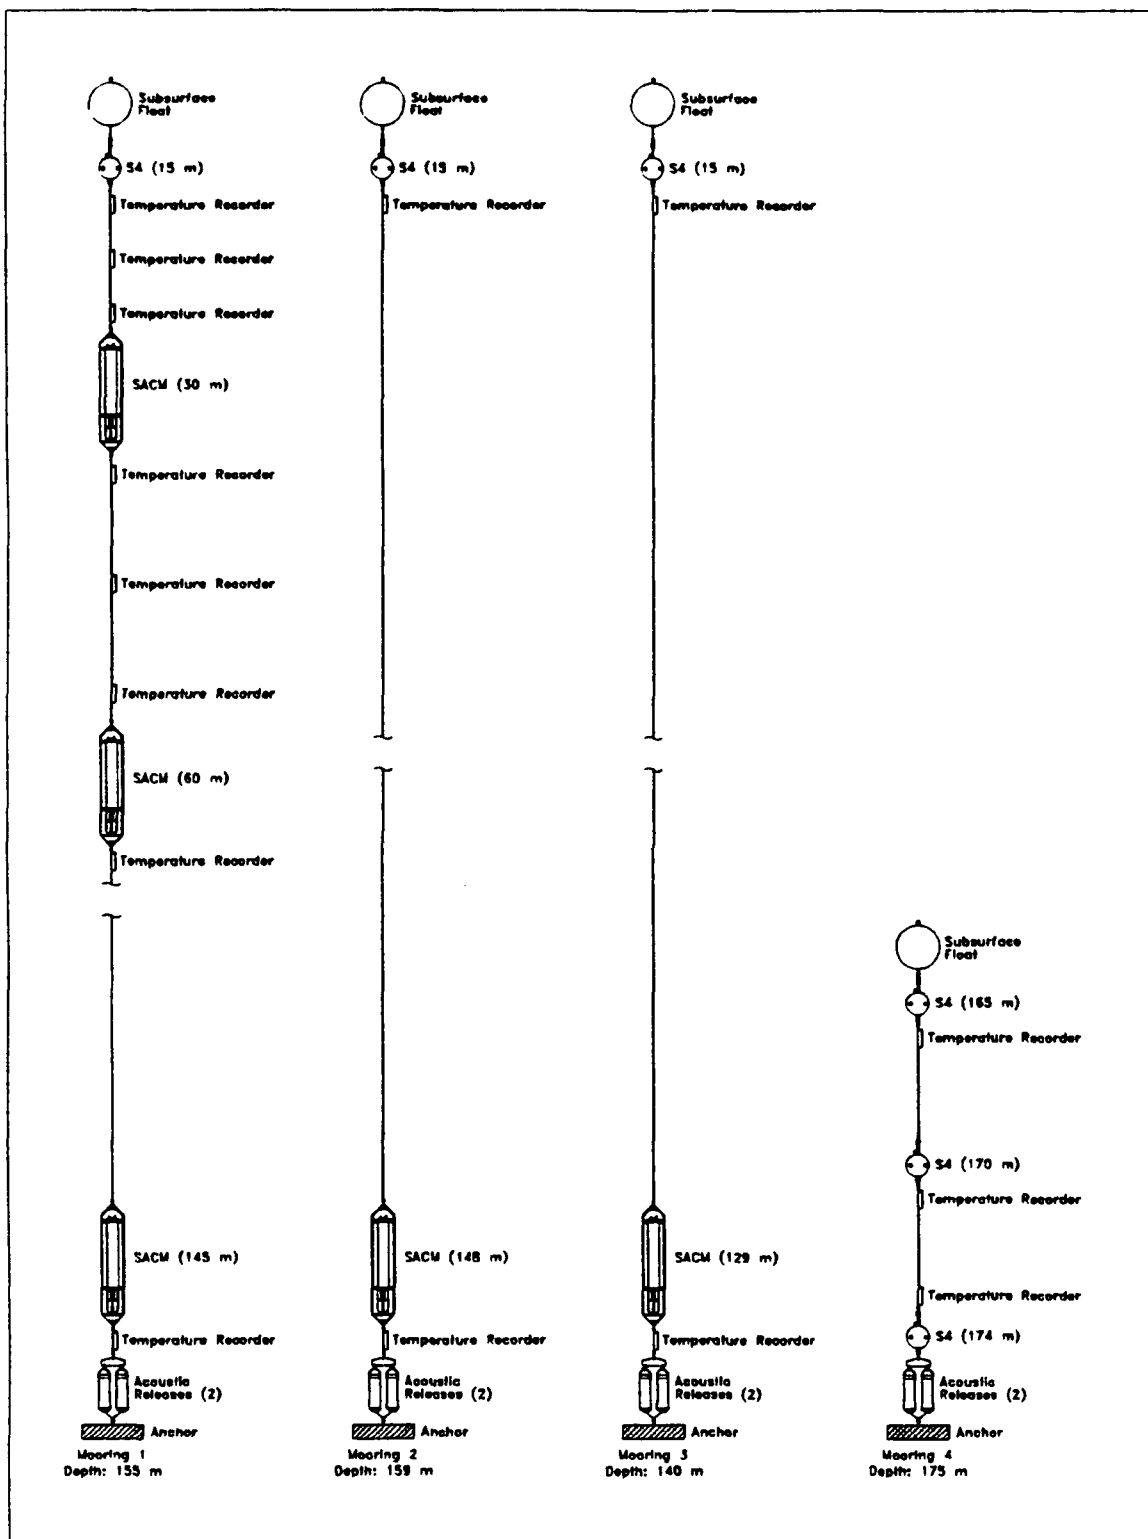 Subsurface
Float
S4 (15 m)
Temperature Recorder
Temperature Recorder
Temperature Recorder
SACM (30 m)
Temperature Recorder
Temperature Recorder
Temperature Recorder
SACM (60 m)
Temperature Recorder
SACM (145 m)
Temperature Recorder
Acoustic
Releases (2)
Anchor
Mooring 1
Depth: 155 m
Subsurface
Float
S4 (15 m)
Temperature Recorder
SACM (148 m)
Temperature Recorder
Acoustic
Releases (2)
Anchor
Mooring 2
Depth: 159 m
Subsurface
Float
S4 (15 m)
Temperature Recorder
SACM (129 m)
Temperature Recorder
Acoustic
Releases (2)
Anchor
Mooring 3
Depth: 140 m
Subsurface
Float
S4 (165 m)
Temperature Recorder
S4 (170 m)
Temperature Recorder
Temperature Recorder
S4 (174 m)
Acoustic
Releases (2)
Anchor
Mooring 4
Depth: 175 m